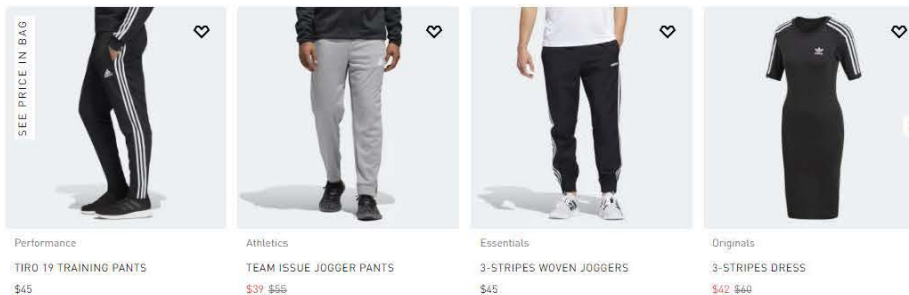 SEE PRICE IN BAG
Performance
TIRO 19 TRAINING PANTS
$45
Athletics
TEAM ISSUE JOGGER PANTS
$39 $55
Essentials
3-STRIPES WOVEN JOGGERS
$45
Originals
3-STRIPES DRESS
$42 $60